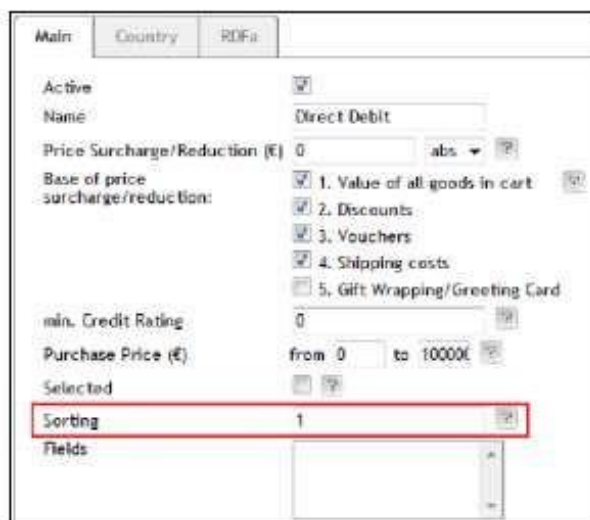 Main Country RDFa
Active
Name Direct Debit
Price Surcharge/Reduction (€) 0 abs ?
Base of price
surcharge/reduction:
1. Value of all goods in cart ?
2. Discounts
3. Vouchers
4. Shipping costs
5. Gift Wrapping/Greeting Card
min. Credit Rating 0 ?
Purchase Price (€) from 0 to 10000 ?
Selected ?
Sorting 1 ?
Fields